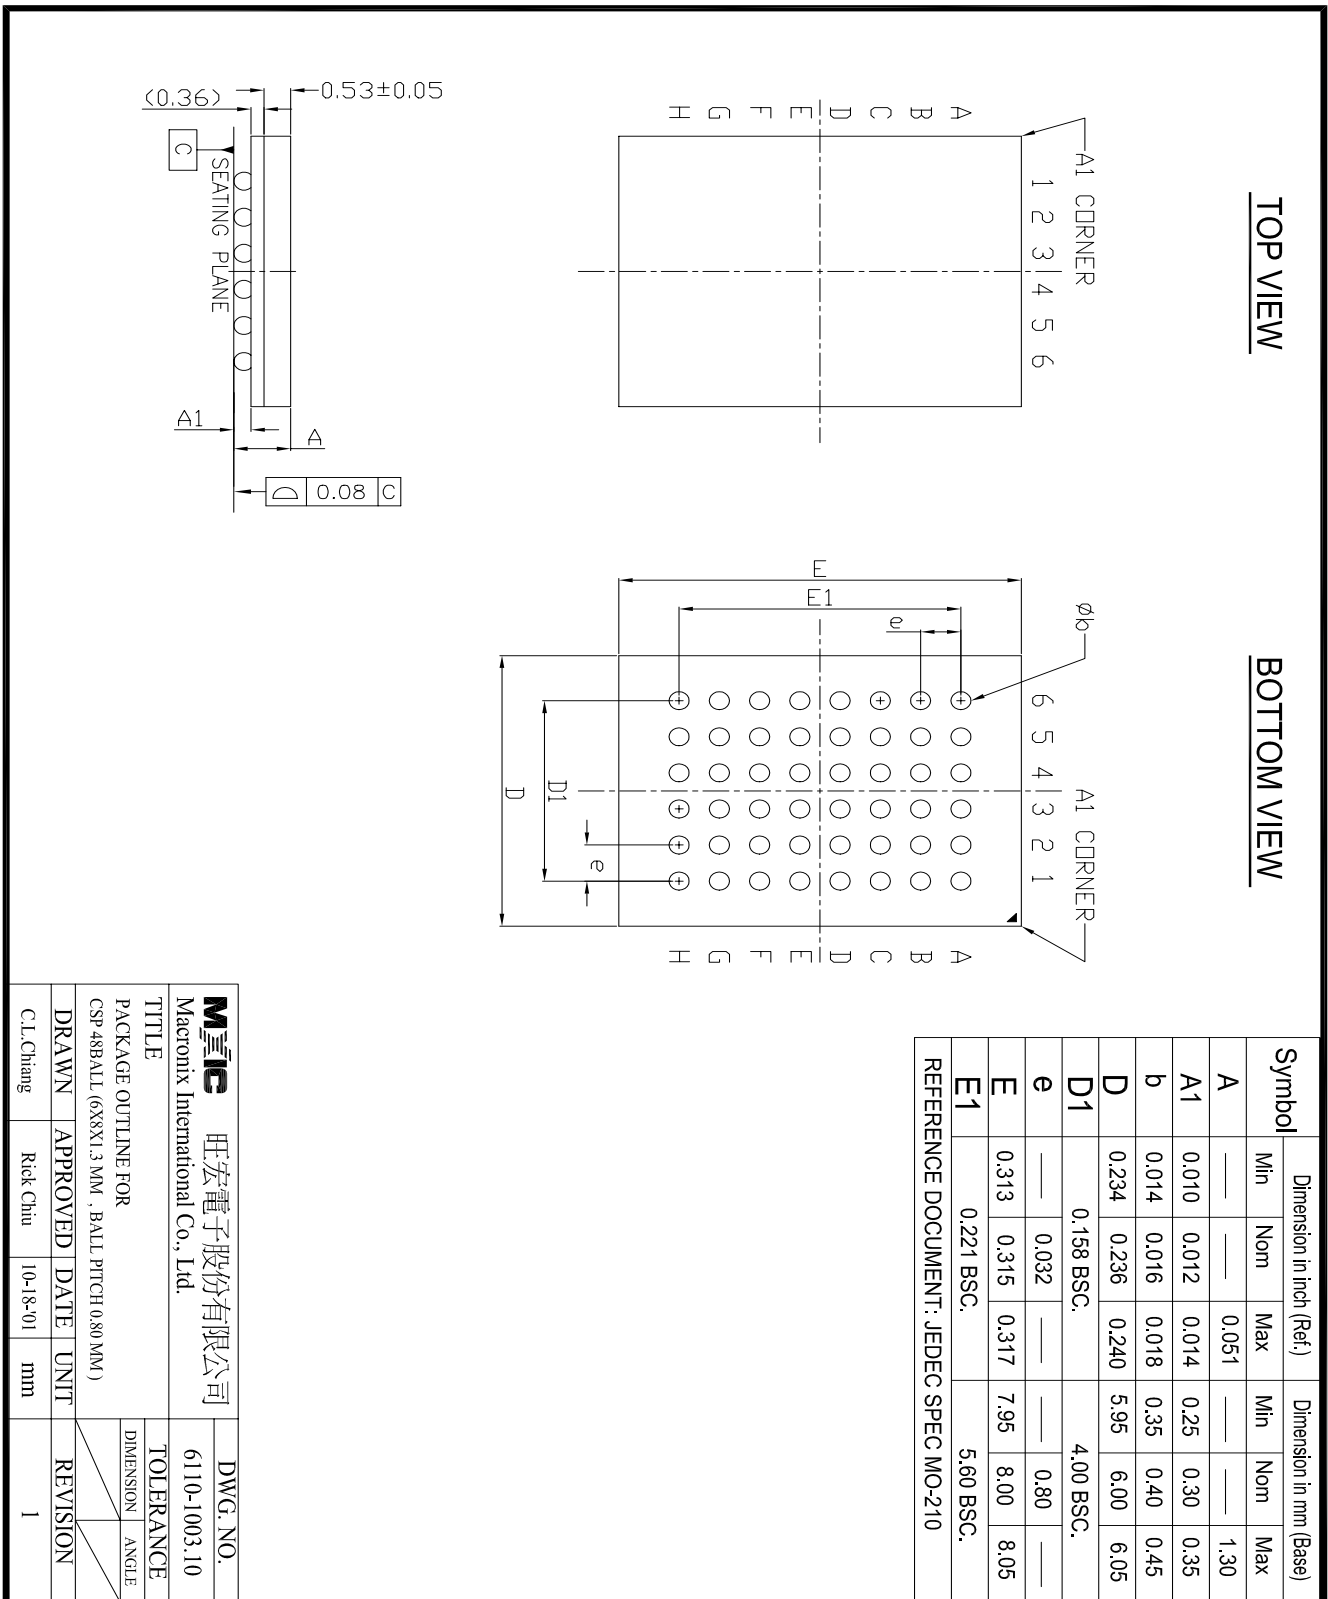 TOP VIEW
BOTTOM VIEW
A1 CORNER
1 2 3 4 5 6
A B C D E F G H
A1 CORNER
6 5 4 3 2 1
A B C D E F G H
Øb
e
E1
E
D1
D
e
0.53±0.05
(0.36)
C
SEATING PLANE
A1
A
0.08 C
Symbol Dimension in inch (Ref.) Dimension in mm (Base)
Min Nom Max Min Nom Max
A — — 0.051 — — 1.30
A1 0.010 0.012 0.014 0.25 0.30 0.35
b 0.014 0.016 0.018 0.35 0.40 0.45
D 0.234 0.236 0.240 5.95 6.00 6.05
D1 0.158 BSC. 4.00 BSC.
e — 0.032 — — 0.80 —
E 0.313 0.315 0.317 7.95 8.00 8.05
E1 0.221 BSC. 5.60 BSC.
REFERENCE DOCUMENT: JEDEC SPEC MO-210
MXIC 旺宏電子股份有限公司
Macronix International Co., Ltd.
DWG. NO.
6110-1003.10
TITLE
PACKAGE OUTLINE FOR
CSP 48BALL (6X8X1.3 MM , BALL PITCH 0.80 MM )
TOLERANCE
DIMENSION ANGLE
DRAWN APPROVED DATE UNIT REVISION
C.L.Chiang Rick Chiu 10-18-'01 mm 1